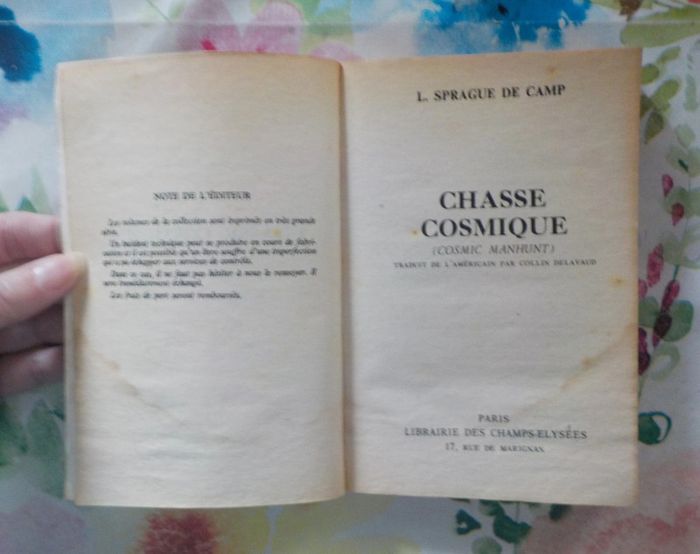 NOTE DE L'ÉDITEUR
Les volumes de la collection sont imprimés en très grande série.
Un incident technique peut se produire en cours de fabri-
cation et il est possible qu'un livre souffre d'une imperfection
qui a pu échapper aux services de contrôle.
Dans ce cas, il ne faut pas hésiter à nous le renvoyer. Il
sera immédiatement échangé.
Les frais de port seront remboursés.
L. SPRAGUE DE CAMP
CHASSE
COSMIQUE
(COSMIC MANHUNT)
TRADUIT DE L'AMÉRICAIN PAR COLLIN DELAVAUD
PARIS
LIBRAIRIE DES CHAMPS-ELYSÉES
17, RUE DE MARIGNAN